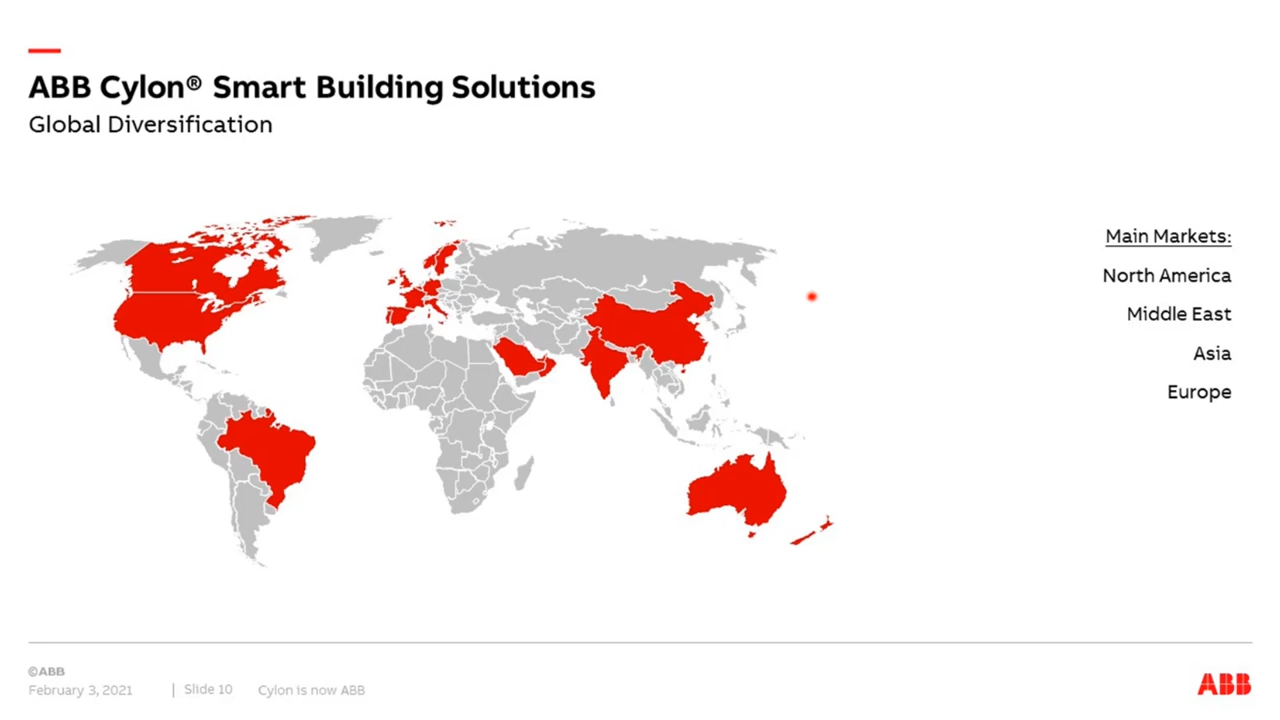 ABB Cylon® Smart Building Solutions
Global Diversification
Main Markets:
North America
Middle East
Asia
Europe
©ABB
February 3, 2021 | Slide 10 Cylon is now ABB
ABB